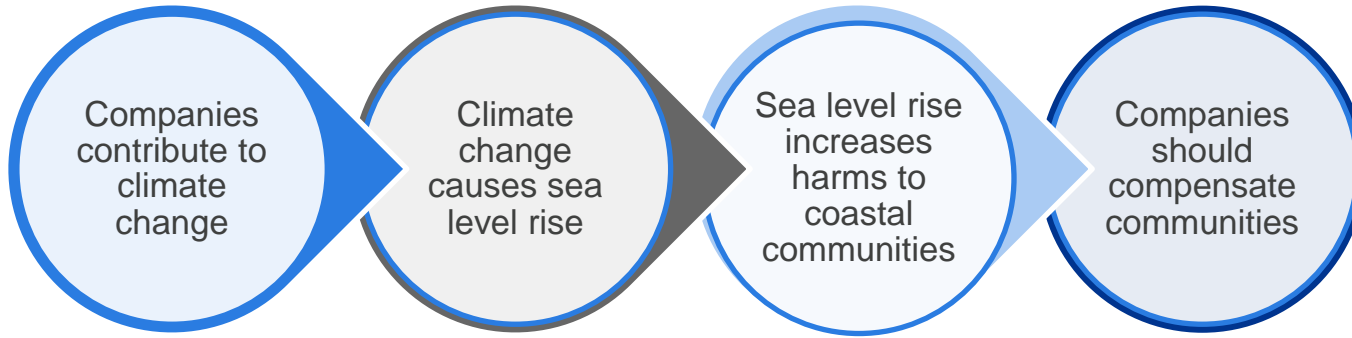 Companies
contribute to
climate
change
Climate
change
causes sea
level rise
Sea level rise
increases
harms to
coastal
communities
Companies
should
compensate
communities